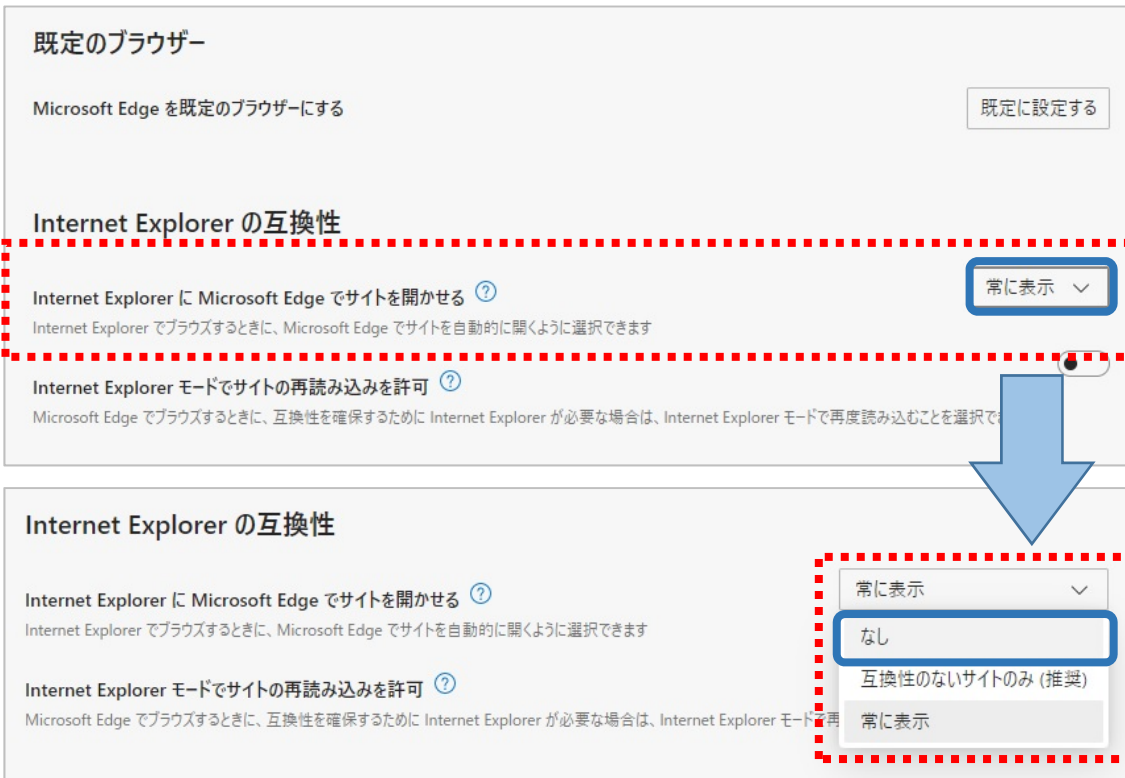 既定のブラウザー
Microsoft Edge を既定のブラウザーにする
既定に設定する
Internet Explorer の互換性
Internet Explorer に Microsoft Edge でサイトを開かせる
常に表示
Internet Explorer でブラウズするときに、Microsoft Edge でサイトを自動的に開くように選択できます
Internet Explorer モードでサイトの再読み込みを許可
Microsoft Edge でブラウズするときに、互換性を確保するために Internet Explorer が必要な場合は、Internet Explorer モードで再度読み込むことを選択で
Internet Explorer の互換性
Internet Explorer に Microsoft Edge でサイトを開かせる
常に表示
Internet Explorer でブラウズするときに、Microsoft Edge でサイトを自動的に開くように選択できます
なし
Internet Explorer モードでサイトの再読み込みを許可
互換性のないサイトのみ (推奨)
Microsoft Edge でブラウズするときに、互換性を確保するために Internet Explorer が必要な場合は、Internet Explorer モードで再
常に表示